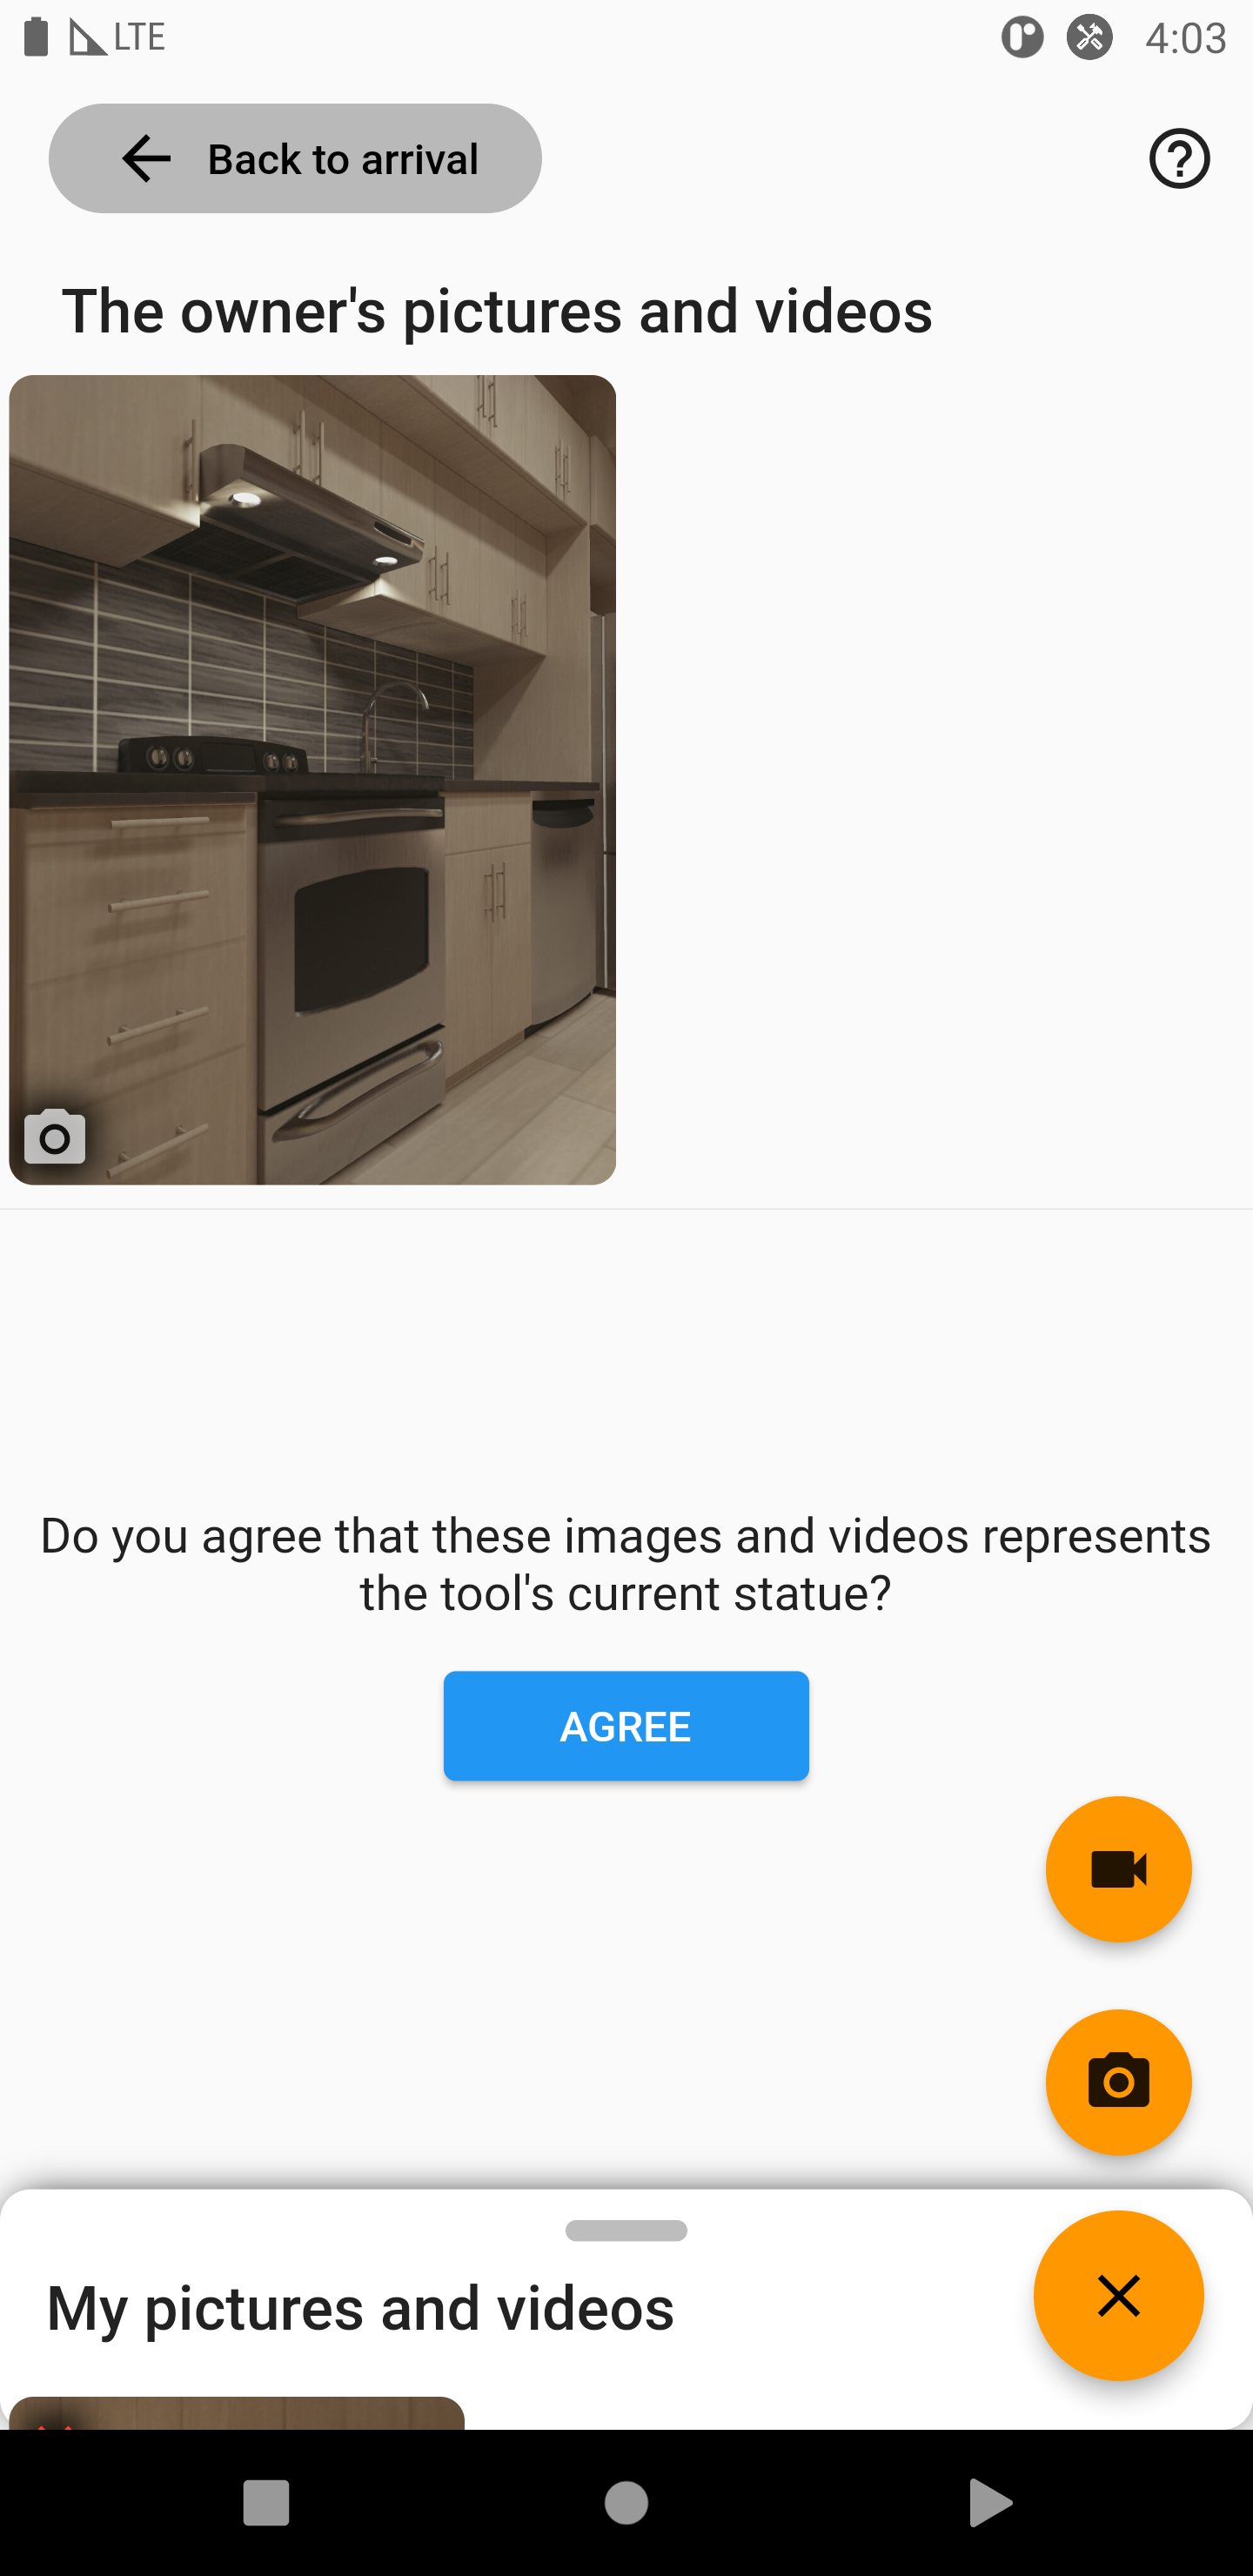 LTE
4:03
Back to arrival
The owner's pictures and videos
Do you agree that these images and videos represents
the tool's current statue?
AGREE
My pictures and videos